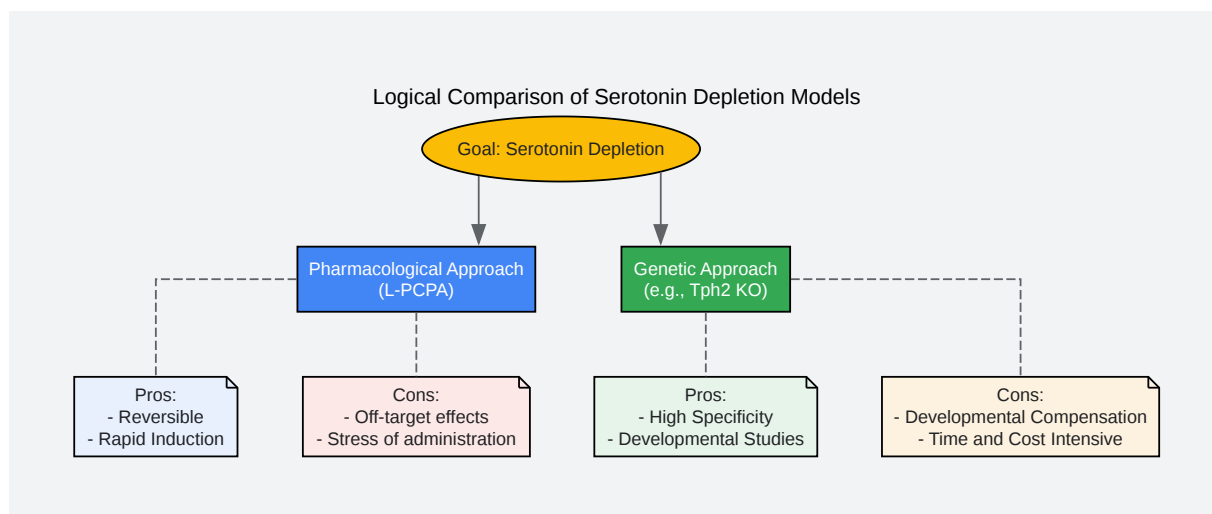 Logical Comparison of Serotonin Depletion Models
Goal: Serotonin Depletion
Pharmacological Approach
(L-PCPA)
Genetic Approach
(e.g., Tph2 KO)
Pros:
- Reversible
- Rapid Induction
Cons:
- Off-target effects
- Stress of administration
Pros:
- High Specificity
- Developmental Studies
Cons:
- Developmental Compensation
- Time and Cost Intensive